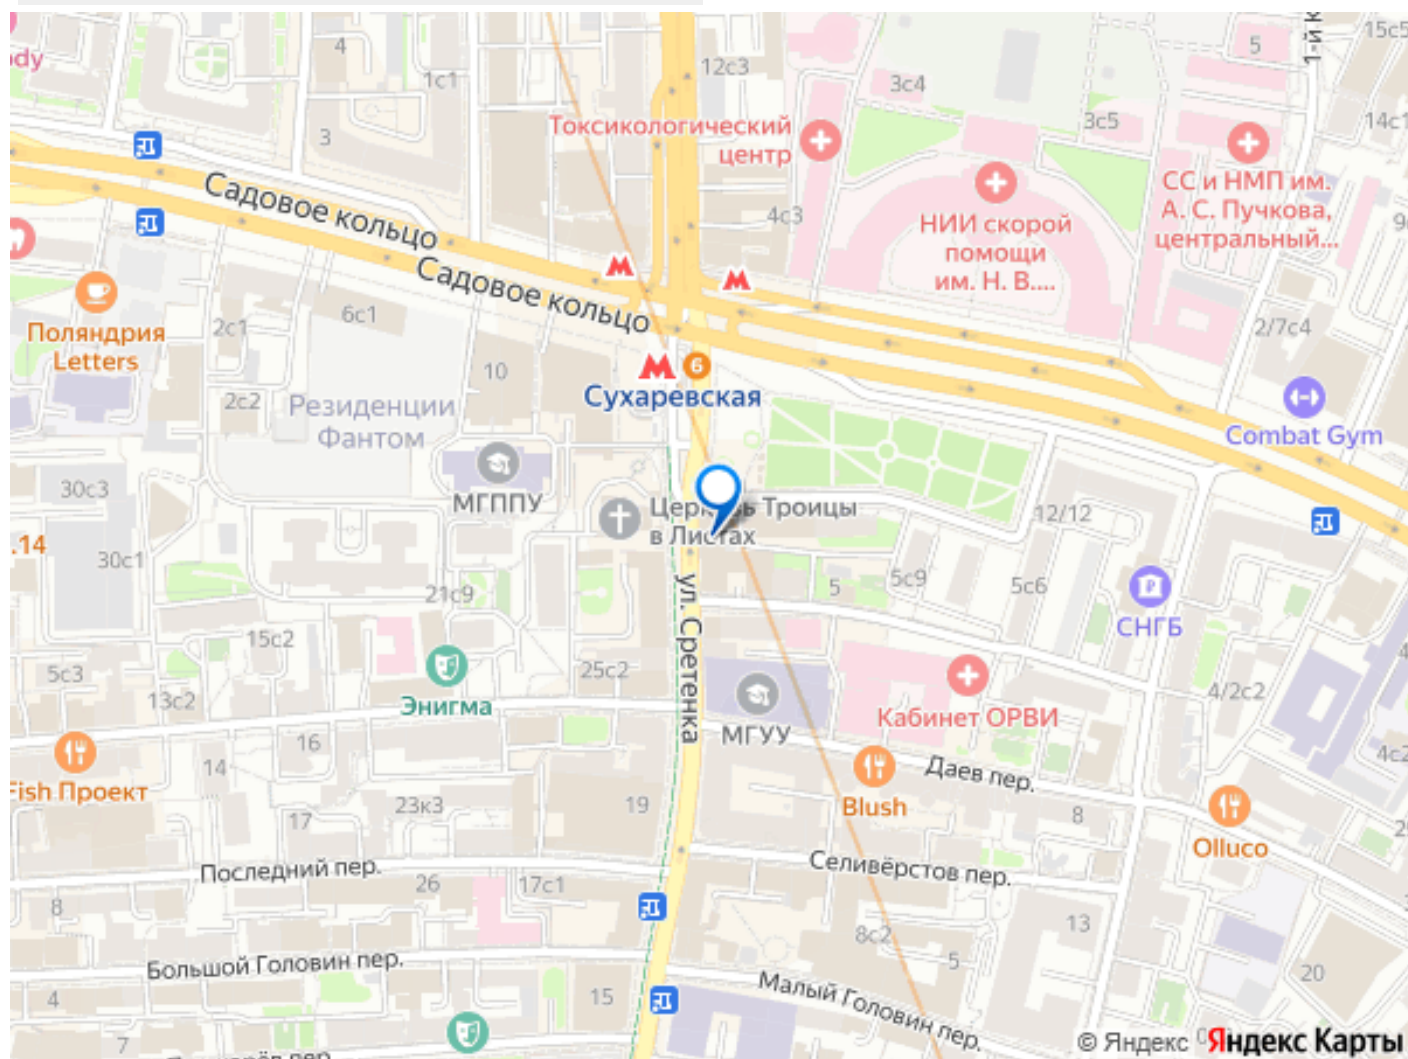 4
1с1
12с3
3с4
5
15с5
3
Токсикологический
центр
3с5
14с1
Садовое кольцо
4с3
НИИ скорой
помощи
им. Н. В....
СС и НМП им.
А. С. Пучкова,
центральный...
Садовое кольцо
Поляндрия
Letters
2с1
6с1
2/7с4
10
Сухаревская
6
2с2
Резиденции
Фантом
Combat Gym
30с3
МГППУ
Церковь Троицы
в Листах
12/12
.14
30с1
21с9
5
5с9
5с6
СНГБ
ул. Сретенка
15с2
5с3
13с2
25с2
Энигма
МГУУ
Кабинет ОРВИ
4/2с2
16
14
Fish Проект
17
23к3
19
Blush
Даев пер.
8
Olluco
4с2
Последний пер.
26
17с1
Селивёрстов пер.
8
8с2
13
5
Большой Головин пер.
4
15
Малый Головин пер.
20
7
© Яндекс
Яндекс Карты